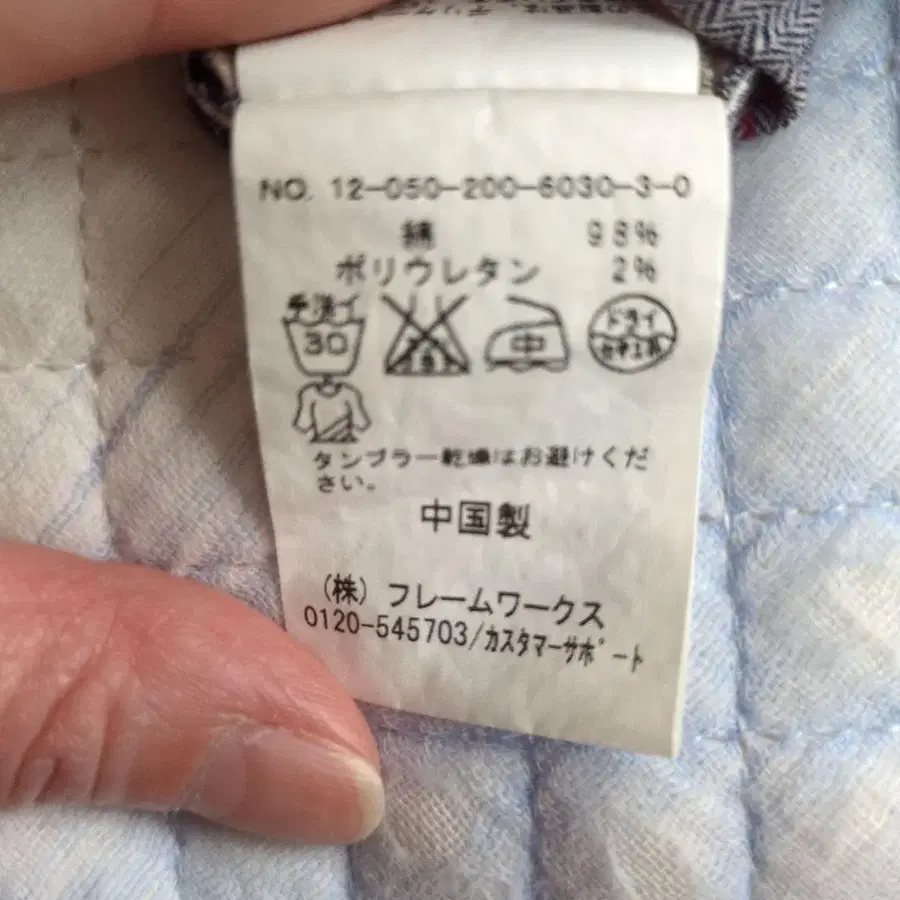 NO. 12-050-200-6030-3-0
綿 98%
ポリウレタン 2%
手洗イ 30
中
ドライ
タンブラー乾燥はお避けくだ
さい。
中国製
(株) フレームワークス
0120-545703/カスタマーサポート